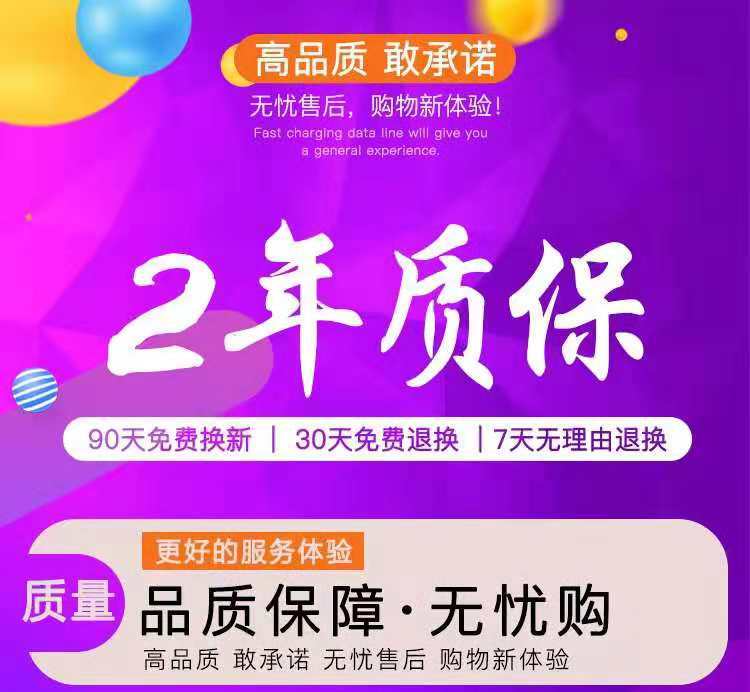 高品质 敢承诺
无忧售后，购物新体验！
Fast charging data line will give you
a general experience.
2年质保
90天免费换新 | 30天免费退换 | 7天无理由退换
更好的服务体验
质量
品质保障·无忧购
高品质 敢承诺 无忧售后 购物新体验